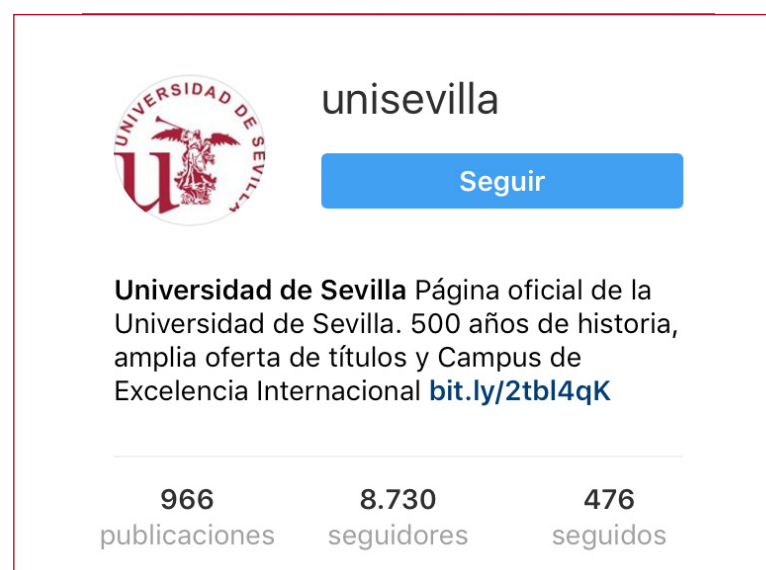 UNIVERSIDAD DE SEVILLA
u
unisevilla
Seguir
Universidad de Sevilla Página oficial de la
Universidad de Sevilla. 500 años de historia,
amplia oferta de títulos y Campus de
Excelencia Internacional bit.ly/2tbl4qK
966 8.730 476
publicaciones seguidores seguidos